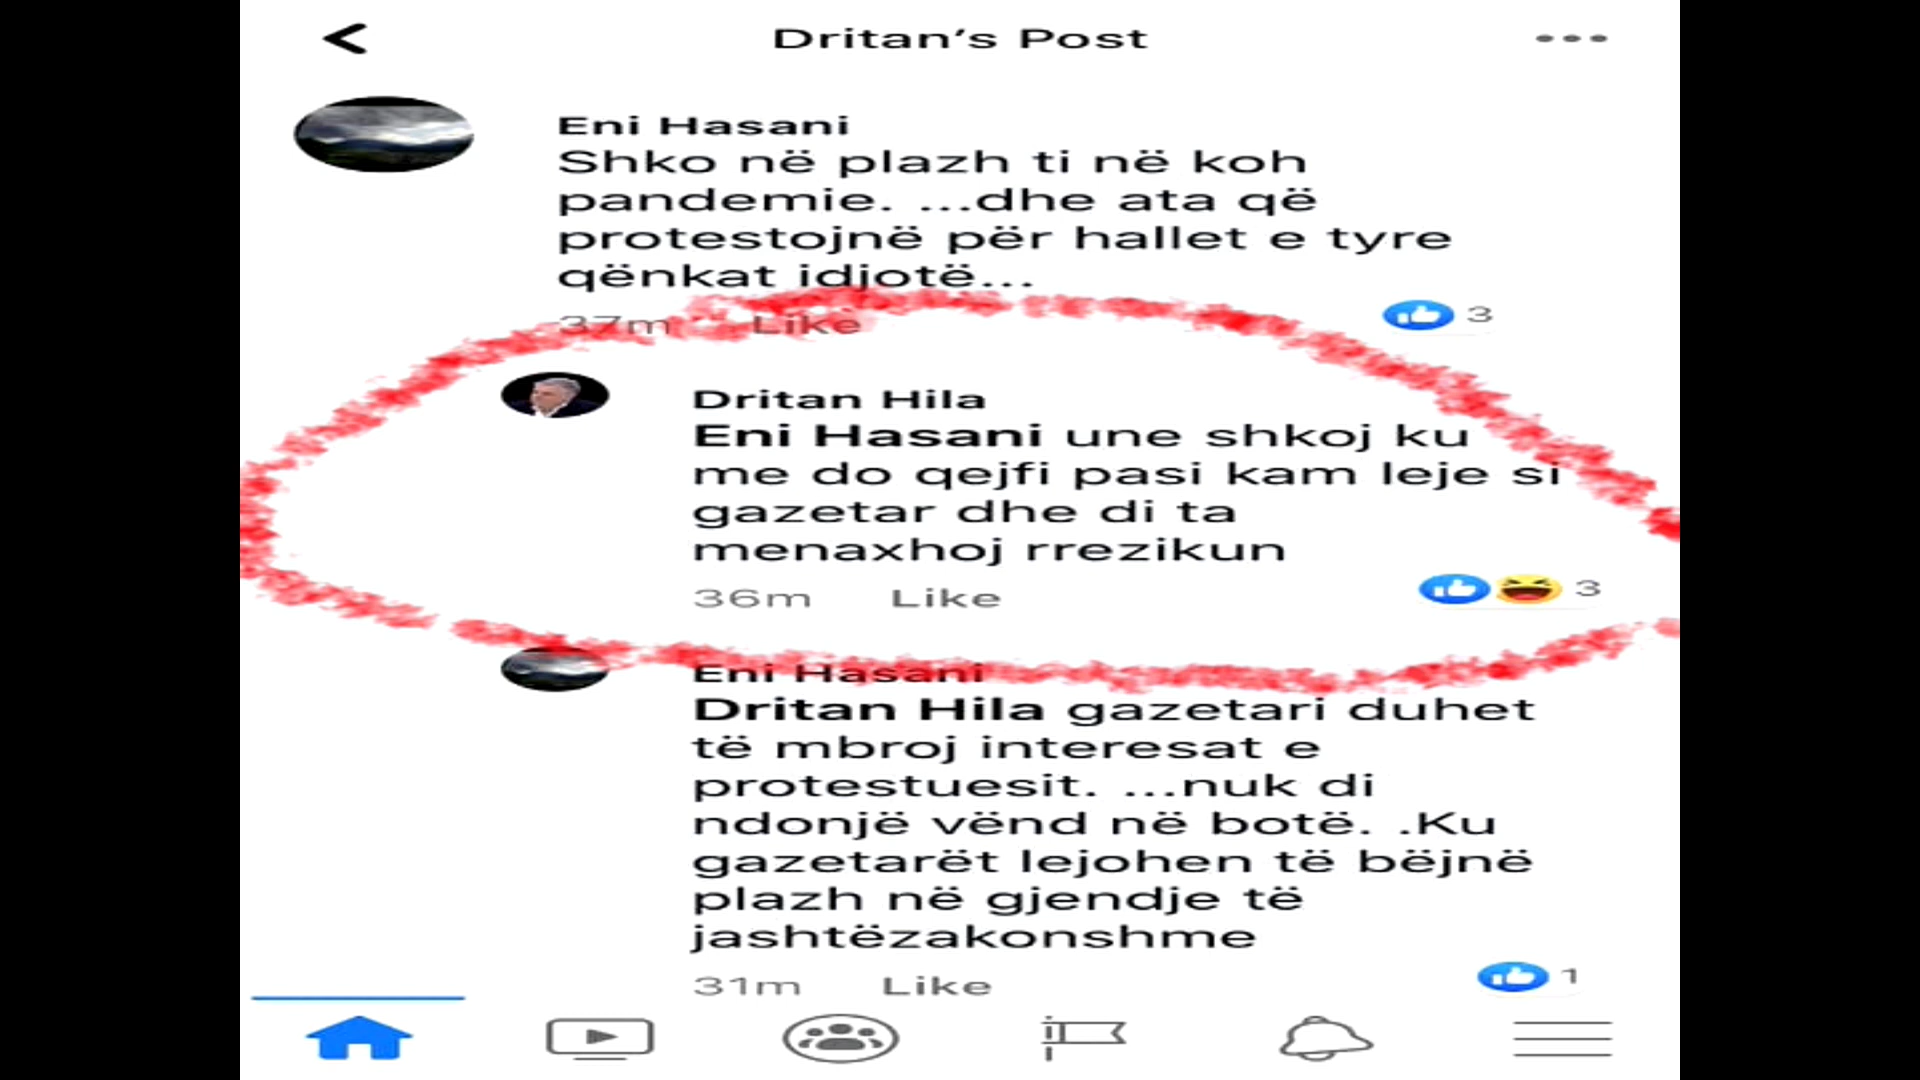 Dritan's Post
Eni Hasani
Shko në plazh ti në koh
pandemie. ...dhe ata që
protestojnë për hallet e tyre
qënkat idjotë...
37m Like
3
Dritan Hila
Eni Hasani une shkoj ku
me do qejfi pasi kam leje si
gazetar dhe di ta
menaxhoj rrezikun
36m Like
3
Eni Hasani
Dritan Hila gazetari duhet
të mbroj interesat e
protestuesit. ...nuk di
ndonjë vënd në botë. .Ku
gazetarët lejohen të bëjnë
plazh në gjendje të
jashtëzakonshme
31m Like
1